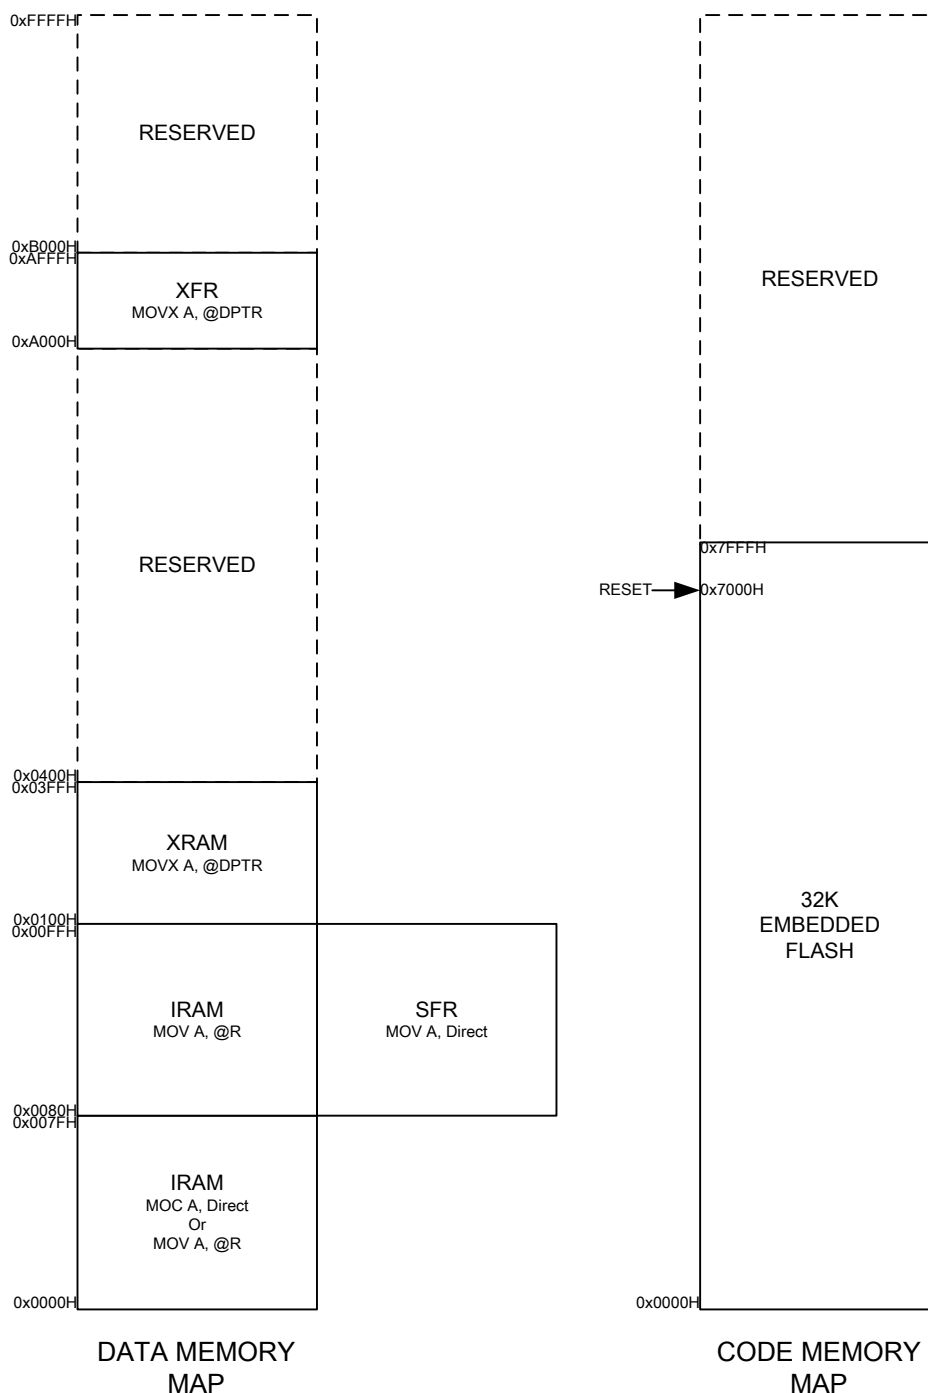 0xFFFFH
RESERVED
0xB000H
0xAFFFH
XFR
MOVX A, @DPTR
0xA000H
RESERVED
0x0400H
0x03FFH
XRAM
MOVX A, @DPTR
0x0100H
0x00FFH
IRAM
MOV A, @R
SFR
MOV A, Direct
0x0080H
0x007FH
IRAM
MOC A, Direct
Or
MOV A, @R
0x0000H
DATA MEMORY
MAP
RESERVED
0x7FFFH
RESET
0x7000H
32K
EMBEDDED
FLASH
0x0000H
CODE MEMORY
MAP